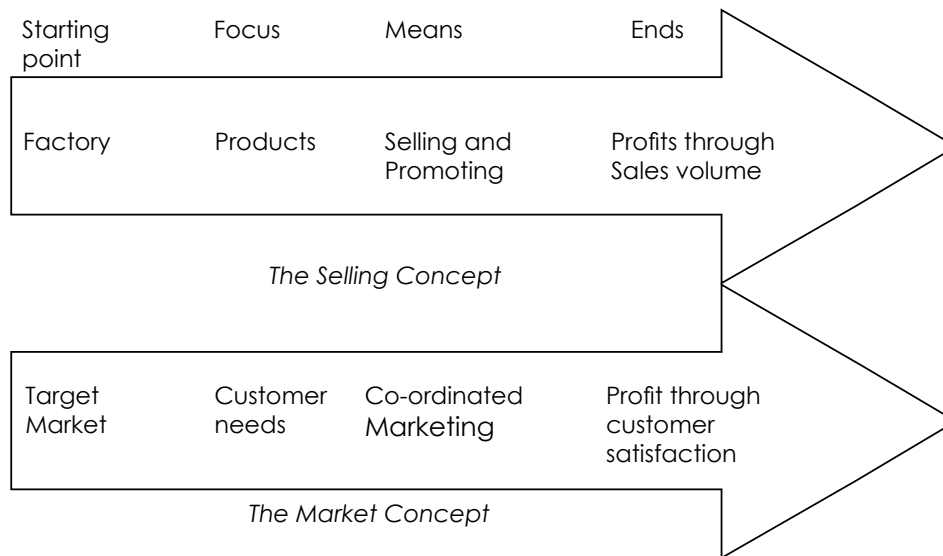 Starting
point
Focus
Means
Ends
Factory
Products
Selling and
Promoting
Profits through
Sales volume
The Selling Concept
Target
Market
Customer
needs
Co-ordinated
Marketing
Profit through
customer
satisfaction
The Market Concept